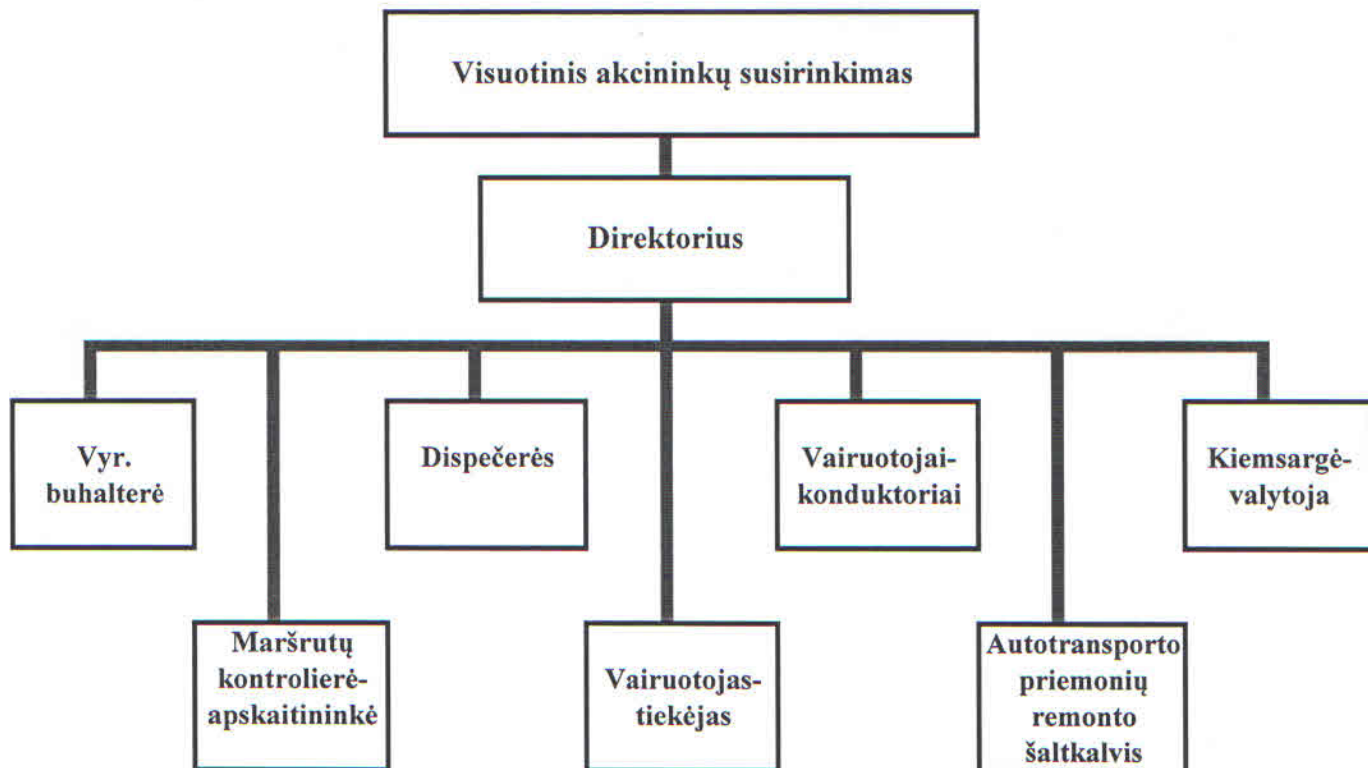 Visuotinis akcininkų susirinkimas
Direktorius
Vyr.
buhalterė
Dispečerės
Vairuotojai-
konduktoriai
Kiemsargė-
valytoja
Maršrutų
kontrolierė-
apskaitininkė
Vairuotojas-
tiekėjas
Autotransporto
priemonių
remonto
šaltkalvis